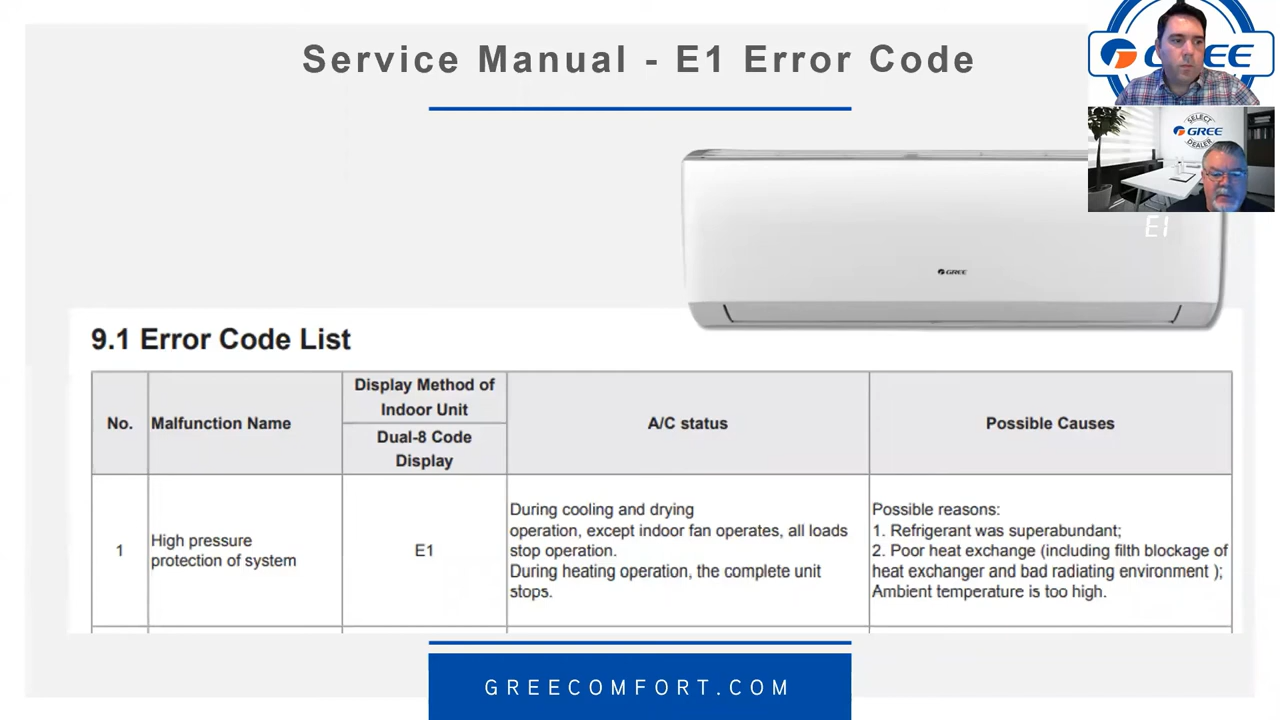 Service Manual - E1 Error Code
GREE
SELECT
GREE
DEALER
E1
GREE
9.1 Error Code List
No.
Malfunction Name
Display Method of
Indoor Unit
Dual-8 Code
Display
A/C status
Possible Causes
1
High pressure
protection of system
E1
During cooling and drying
operation, except indoor fan operates, all loads
stop operation.
During heating operation, the complete unit
stops.
Possible reasons:
1. Refrigerant was superabundant;
2. Poor heat exchange (including filth blockage of
heat exchanger and bad radiating environment );
Ambient temperature is too high.
GREECOMFORT.COM